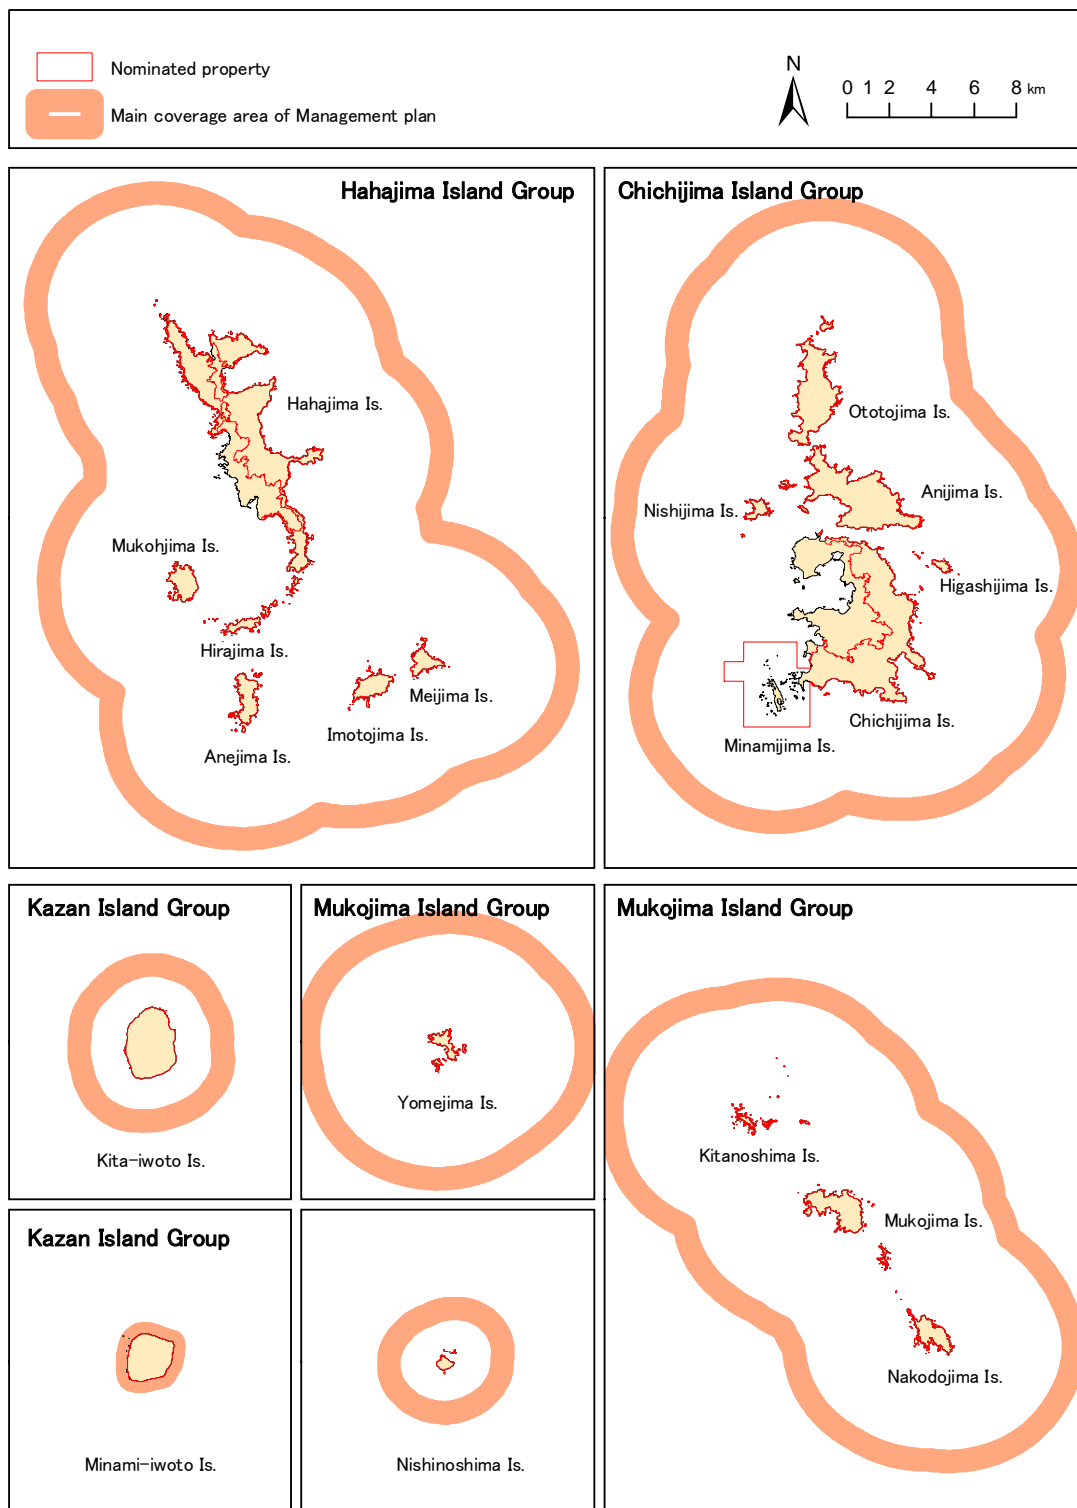 Nominated property
Main coverage area of Management plan
N
0 1 2 4 6 8 km
Hahajima Island Group
Hahajima Is.
Mukohjima Is.
Hirajima Is.
Meijima Is.
Imotojima Is.
Anejima Is.
Chichijima Island Group
Ototojima Is.
Anijima Is.
Nishijima Is.
Higashijima Is.
Chichijima Is.
Minamijima Is.
Kazan Island Group
Kita-iwoto Is.
Mukojima Island Group
Yomejima Is.
Mukojima Island Group
Kitanoshima Is.
Mukojima Is.
Nakodojima Is.
Kazan Island Group
Minami-iwoto Is.
Nishinoshima Is.